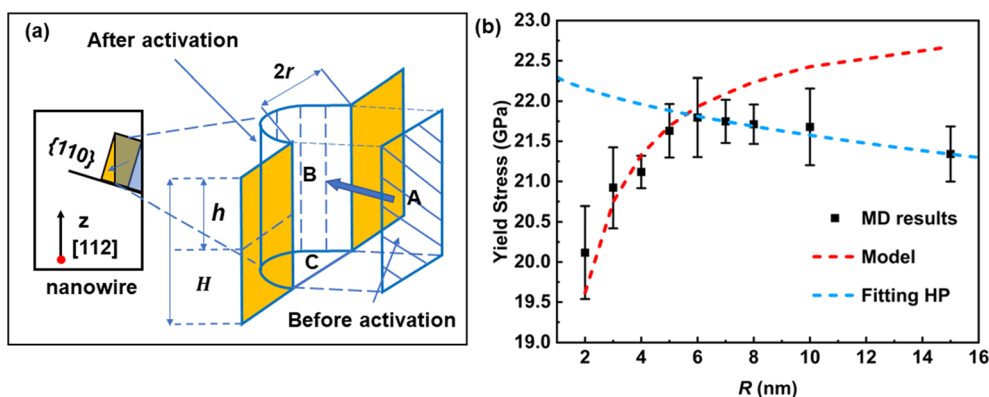 (a)
After activation
2r
{110}
B
A
h
z
[112]
C
H
nanowire
Before activation
(b)
Yield Stress (GPa)
23.0
22.5
22.0
21.5
21.0
20.5
20.0
19.5
19.0
MD results
Model
Fitting HP
2 4 6 8 10 12 14 16
R (nm)